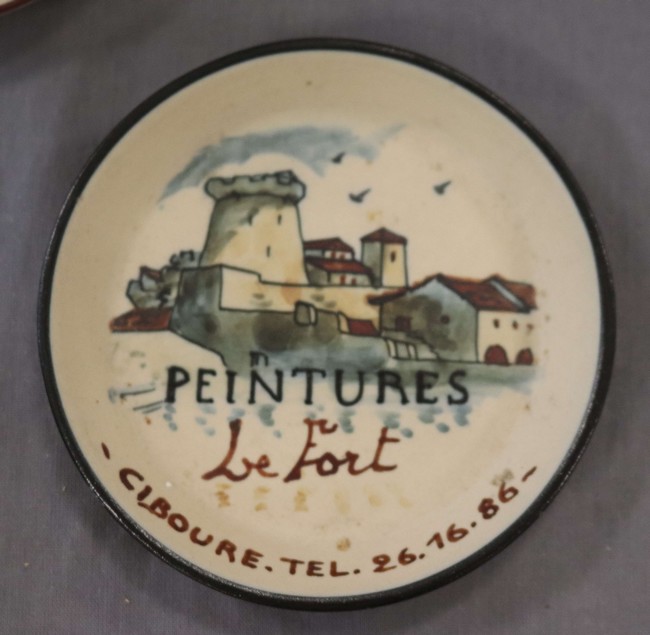 PEINTURES
Le Fort
- CIBOURE. TEL. 26.16.86 -